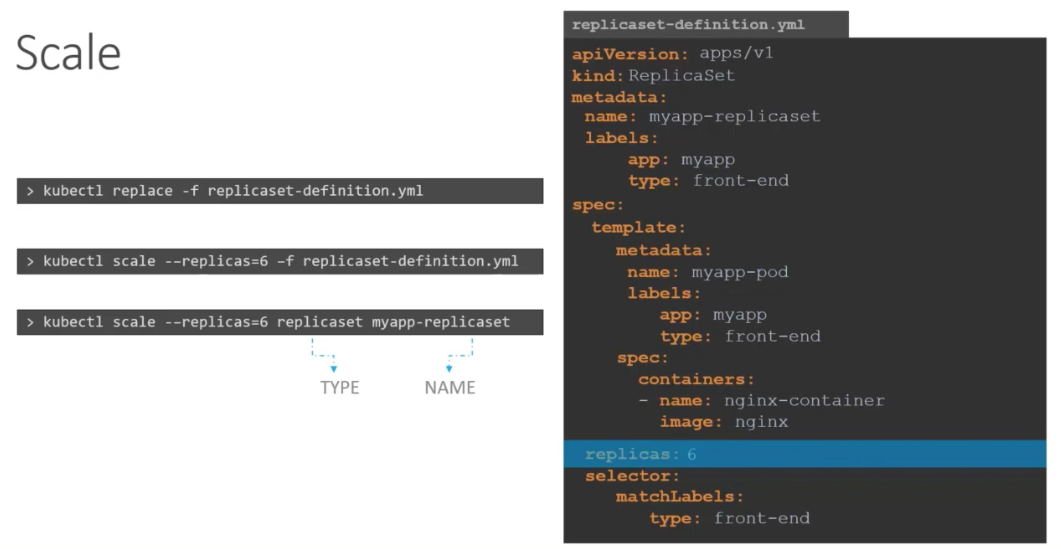 Scale
> kubectl replace -f replicaset-definition.yml
> kubectl scale --replicas=6 –f replicaset-definition.yml
> kubectl scale --replicas=6 replicaset myapp-replicaset
TYPE
NAME
replicaset-definition.yml
apiVersion: apps/v1
kind: ReplicaSet
metadata:
name: myapp-replicaset
labels:
app: myapp
type: front-end
spec:
template:
metadata:
name: myapp-pod
labels:
app: myapp
type: front-end
spec:
containers:
- name: nginx-container
image: nginx
replicas: 6
selector:
matchLabels:
type: front-end